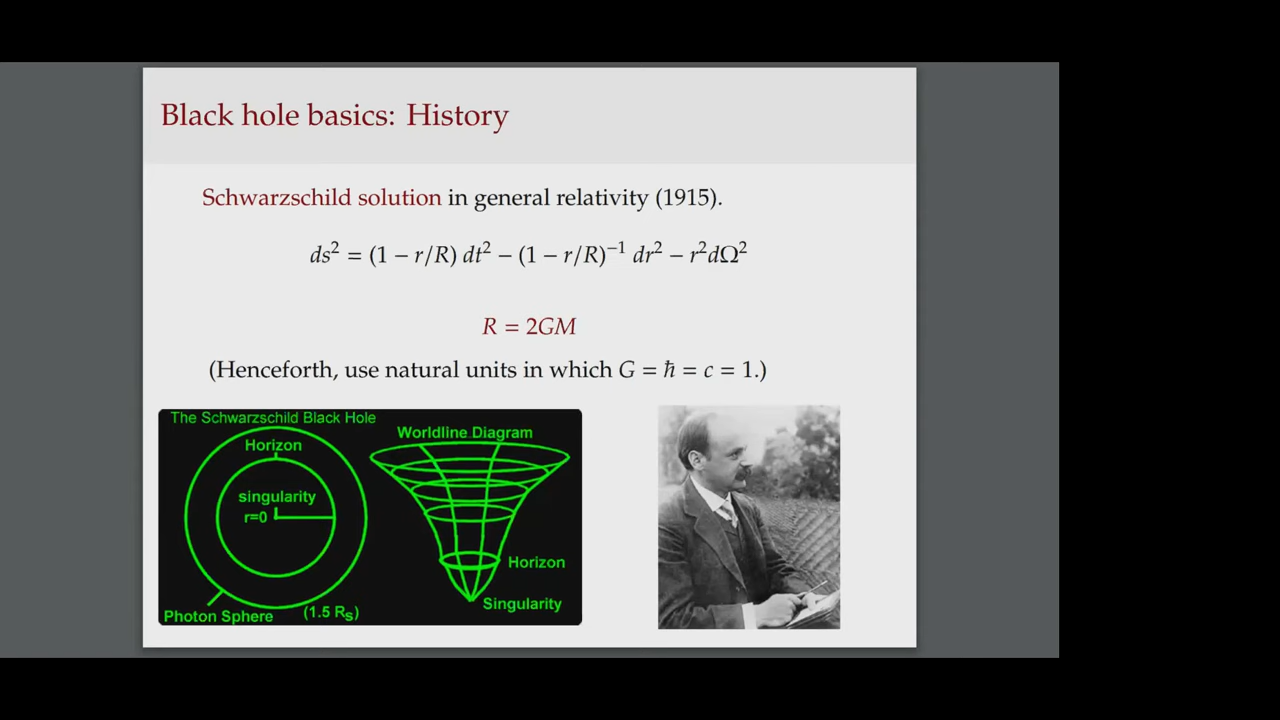 Black hole basics: History
Schwarzschild solution in general relativity (1915).
ds² = (1 − r/R) dt² − (1 − r/R)⁻¹ dr² − r²dΩ²
R = 2GM
(Henceforth, use natural units in which G = ℏ = c = 1.)
The Schwarzschild Black Hole
Horizon
singularity
r=0
Photon Sphere
(1.5 Rs)
Worldline Diagram
Horizon
Singularity